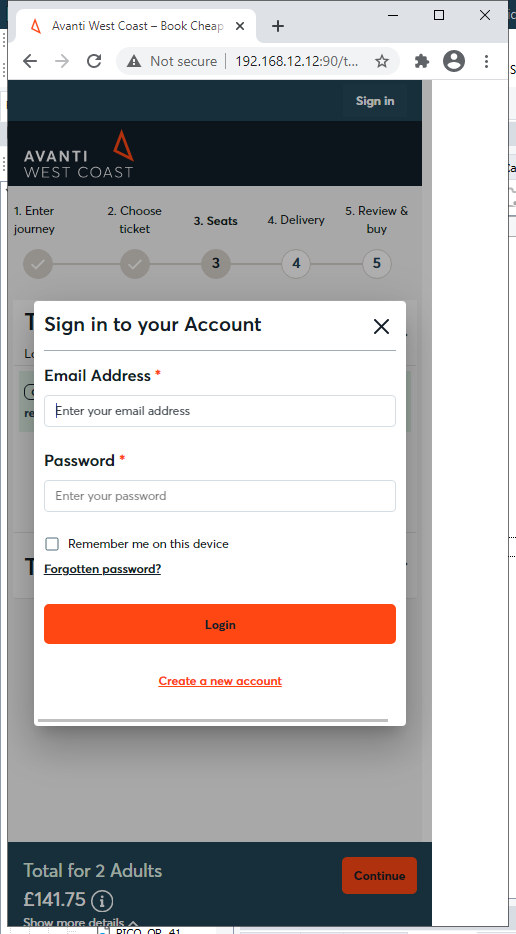 Avanti West Coast – Book Cheap
Not secure | 192.168.12.12:90/t...
Sign in
AVANTI
WEST COAST
1. Enter journey
2. Choose ticket
3. Seats
4. Delivery
5. Review & buy
3
4
5
Sign in to your Account
Email Address *
Enter your email address
Password *
Enter your password
Remember me on this device
Forgotten password?
Login
Create a new account
Total for 2 Adults
£141.75
Continue
Show more details